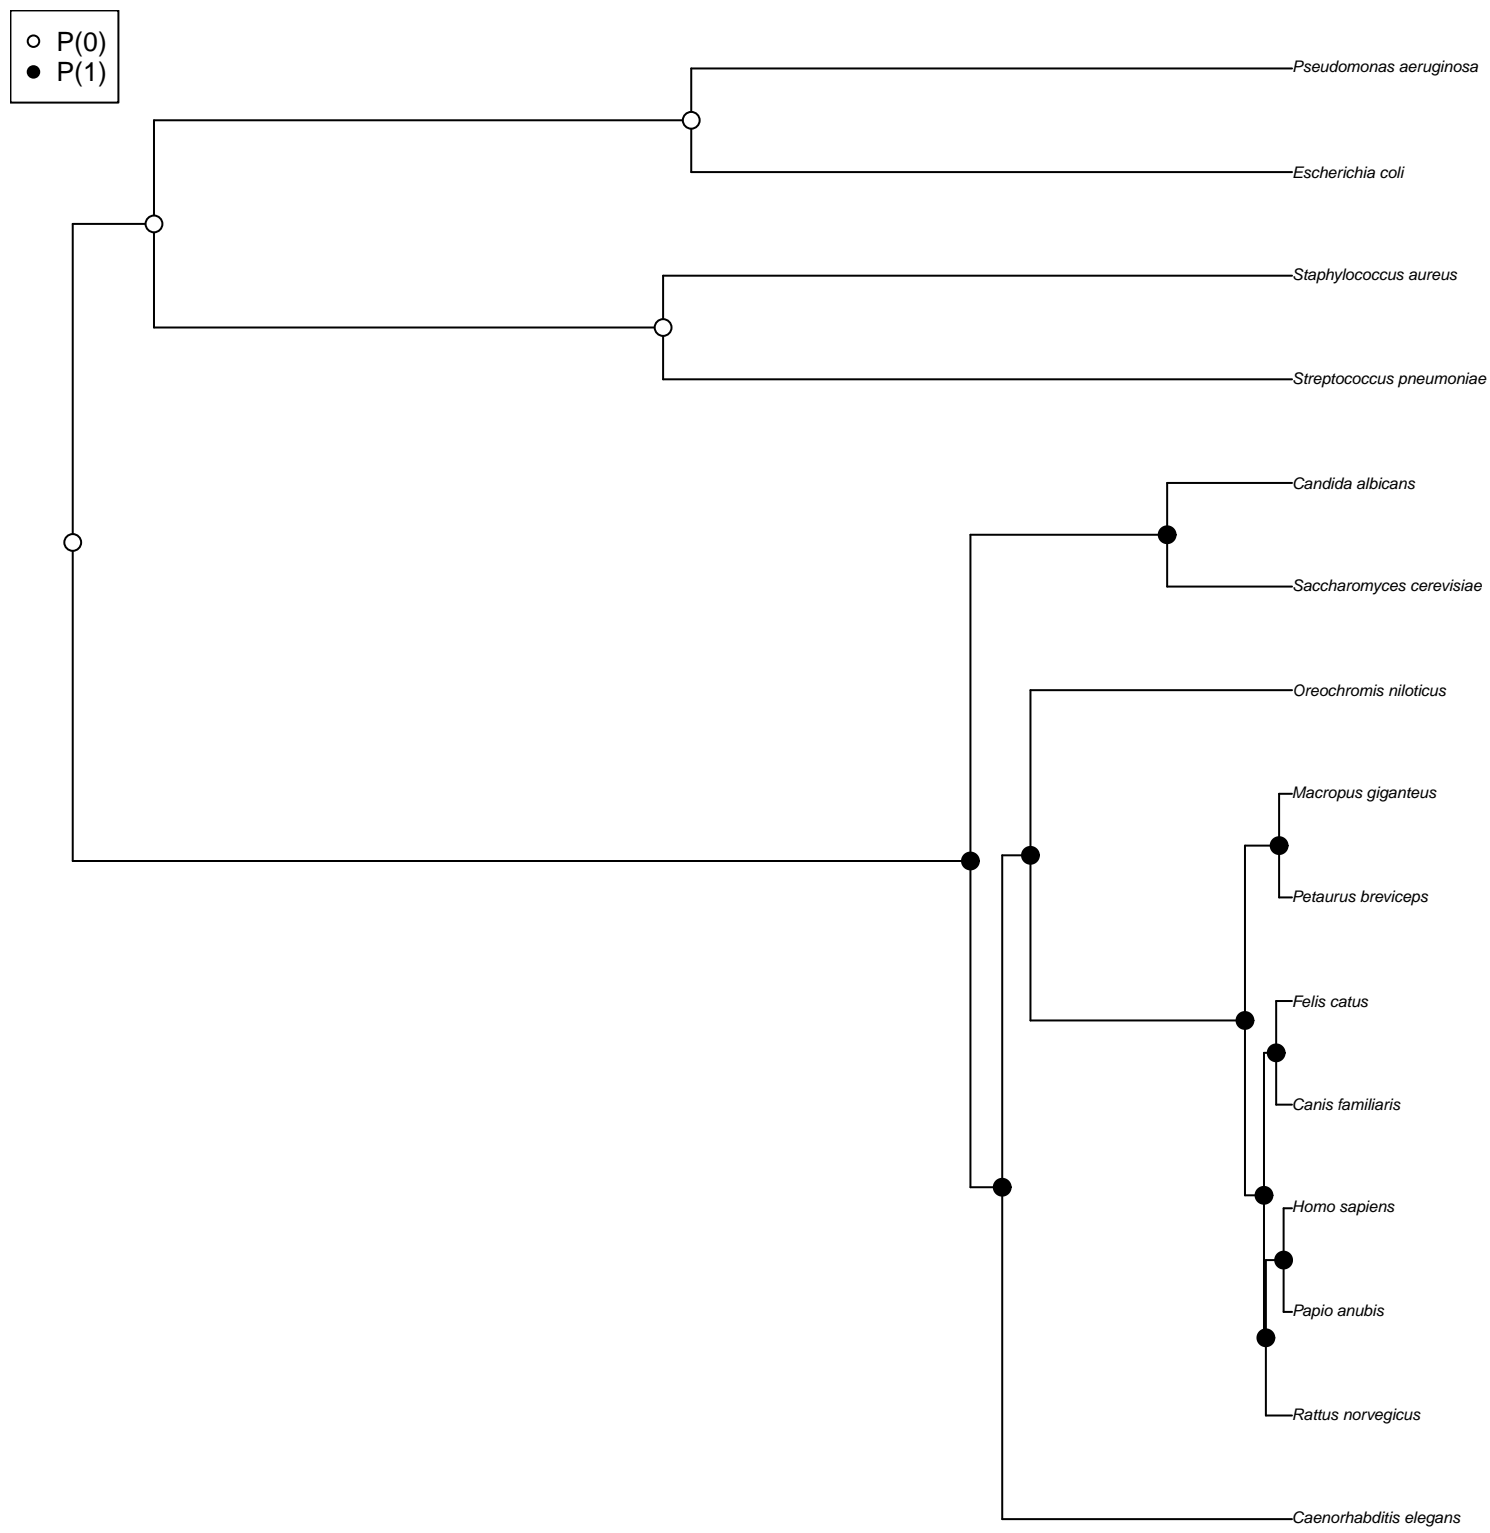 P(0)
P(1)
Pseudomonas aeruginosa
Escherichia coli
Staphylococcus aureus
Streptococcus pneumoniae
Candida albicans
Saccharomyces cerevisiae
Oreochromis niloticus
Macropus giganteus
Petaurus breviceps
Felis catus
Canis familiaris
Homo sapiens
Papio anubis
Rattus norvegicus
Caenorhabditis elegans